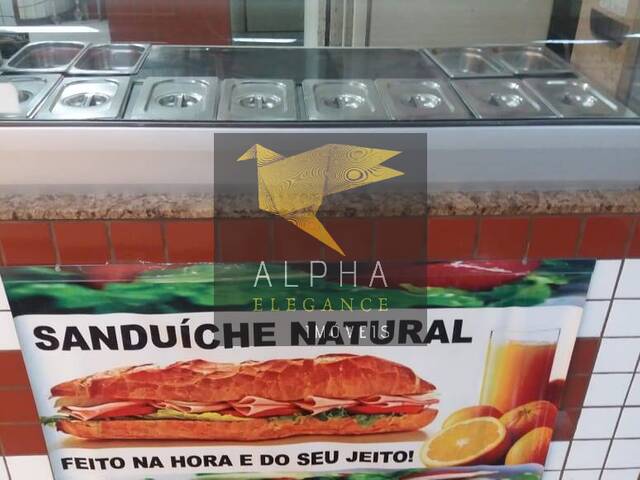 ALPHA
ELEGANCE
IMÓVEIS
SANDUÍCHE NATURAL
FEITO NA HORA E DO SEU JEITO!